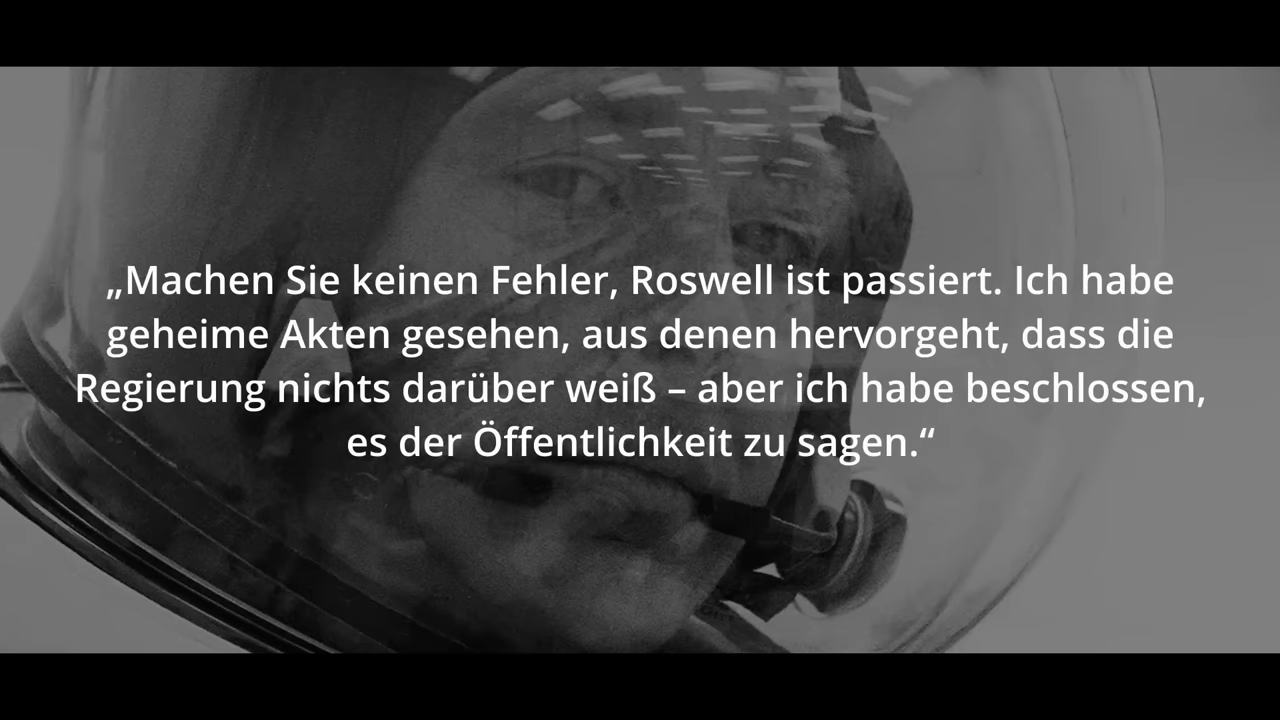 „Machen Sie keinen Fehler, Roswell ist passiert. Ich habe
geheime Akten gesehen, aus denen hervorgeht, dass die
Regierung nichts darüber weiß – aber ich habe beschlossen,
es der Öffentlichkeit zu sagen.“